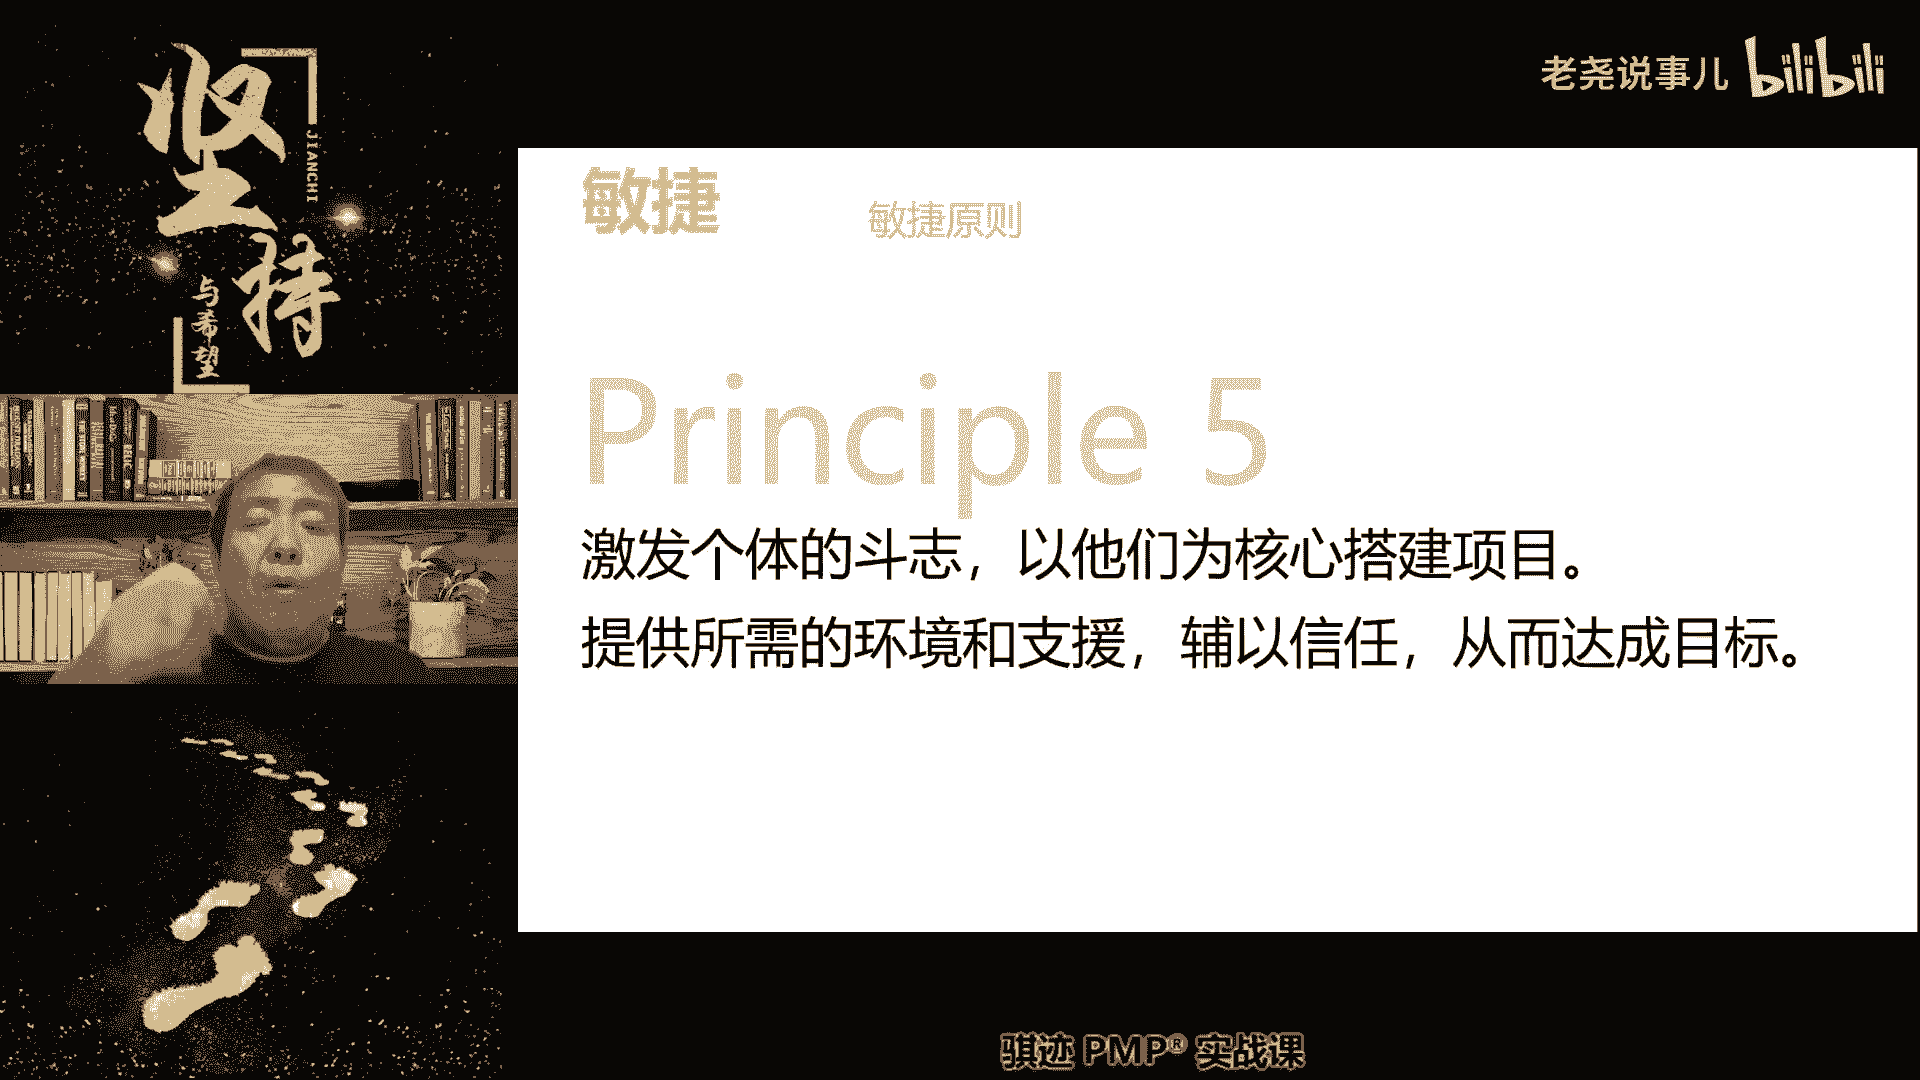 坚持
JIANCHI
与希望
老尧说事儿 bilibili
敏捷
敏捷原则
Principle 5
激发个体的斗志，以他们为核心搭建项目。
提供所需的环境和支援，辅以信任，从而达成目标。
骐迹 PMP® 实战课